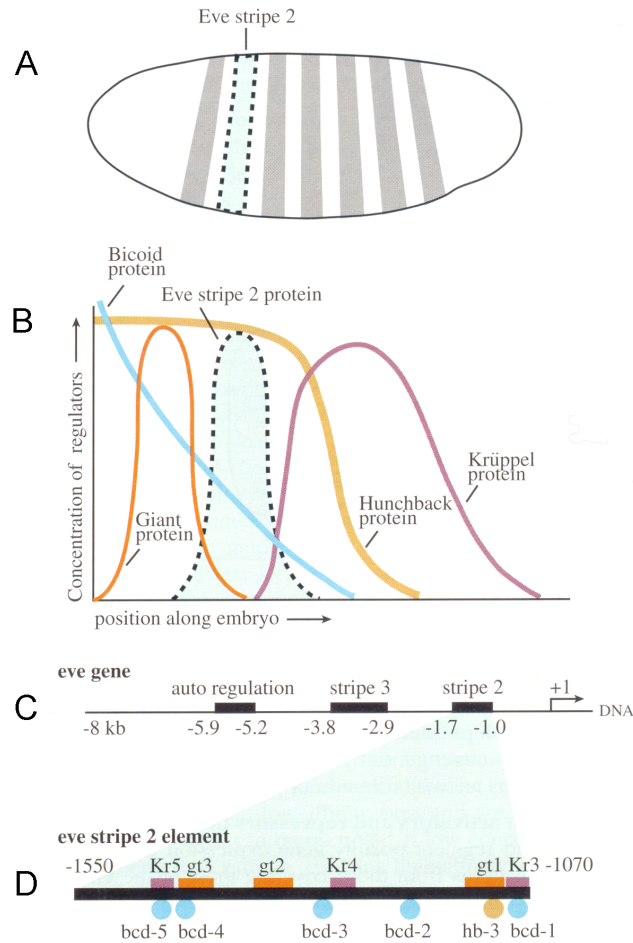 Eve stripe 2
A
Bicoid
protein
Eve stripe 2 protein
B
Concentration of regulators
Giant
protein
Krüppel
protein
Hunchback
protein
position along embryo
eve gene
C
auto regulation stripe 3 stripe 2 +1
-8 kb -5.9 -5.2 -3.8 -2.9 -1.7 -1.0 DNA
eve stripe 2 element
D
-1550 Kr5 gt3 gt2 Kr4 gt1 Kr3 -1070
bcd-5 bcd-4 bcd-3 bcd-2 hb-3 bcd-1